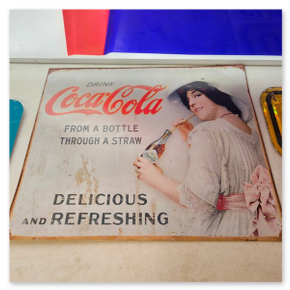 DRINK
Coca-Cola
FROM A BOTTLE
THROUGH A STRAW
DELICIOUS
AND REFRESHING